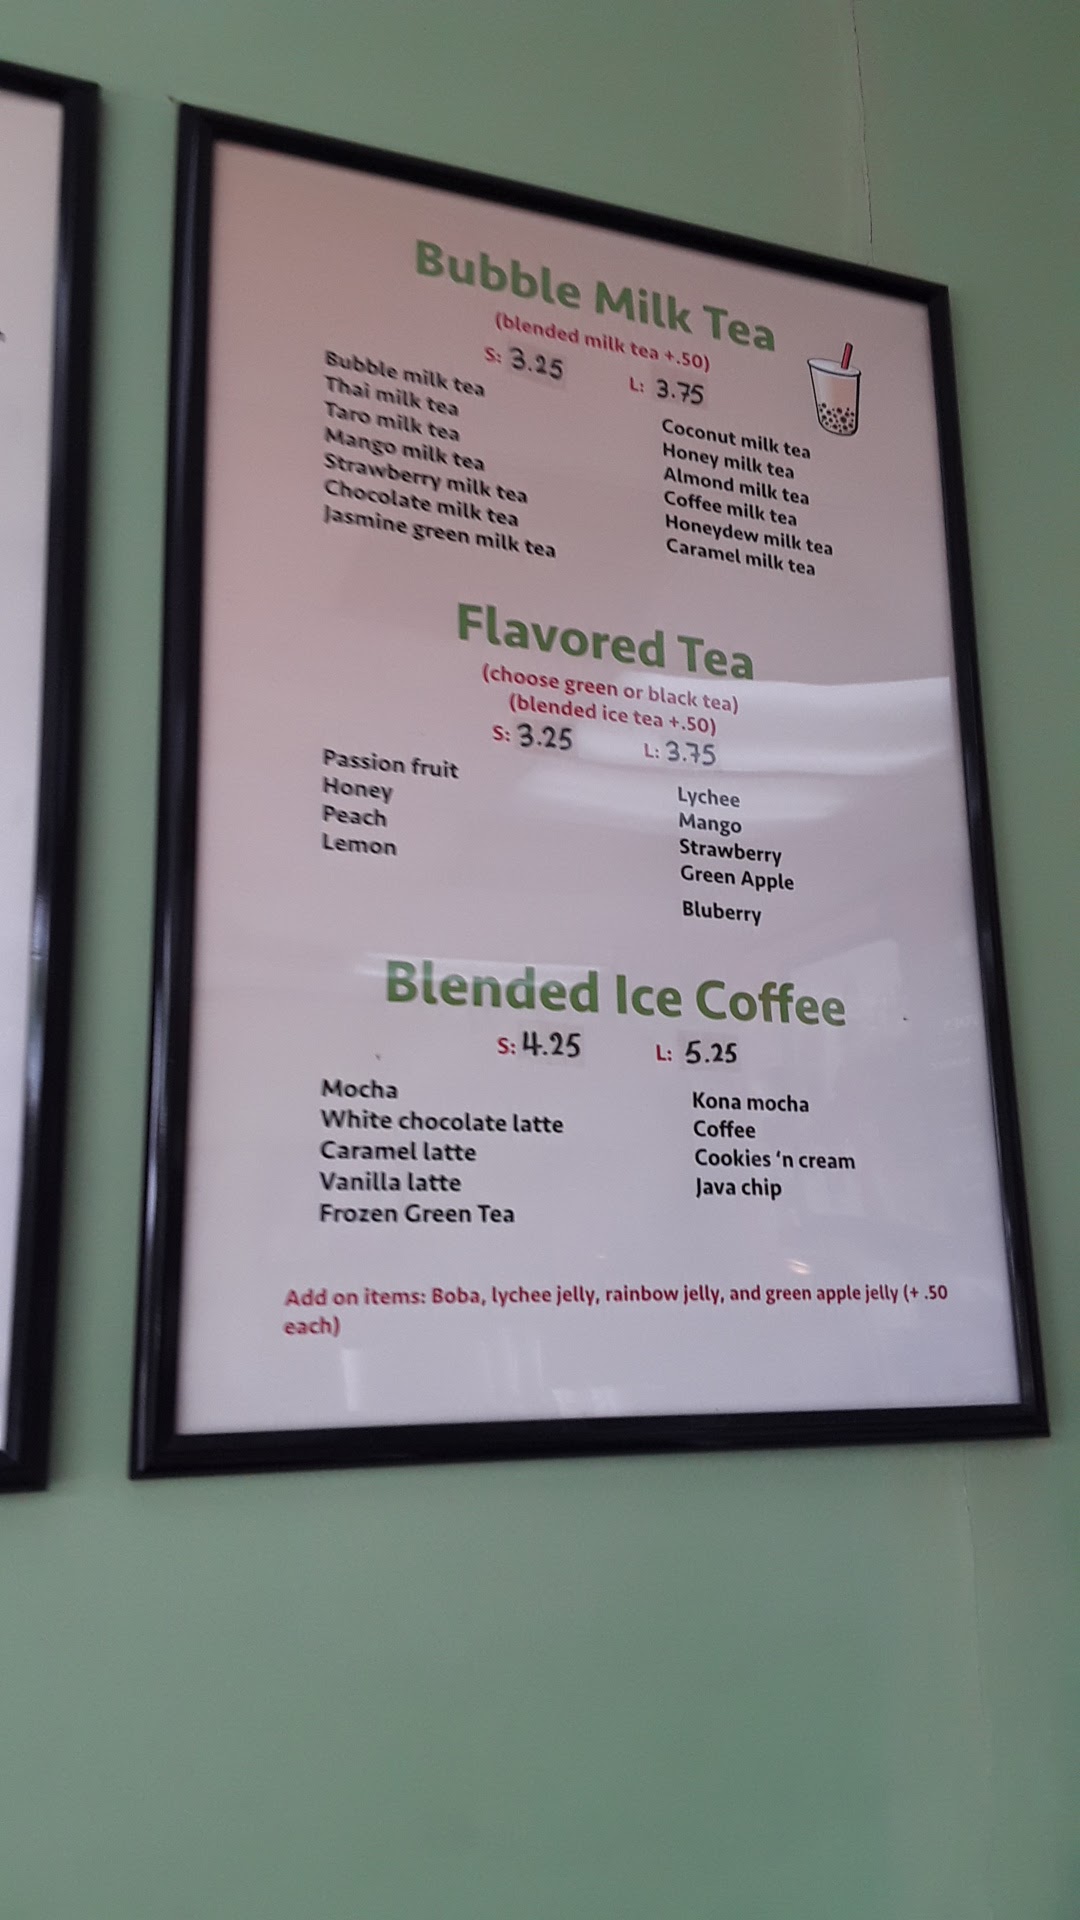 Bubble Milk Tea
(blended milk tea +.50)
S: 3.25 L: 3.75
Bubble milk tea
Thai milk tea
Taro milk tea
Mango milk tea
Strawberry milk tea
Chocolate milk tea
Jasmine green milk tea
Coconut milk tea
Honey milk tea
Almond milk tea
Coffee milk tea
Honeydew milk tea
Caramel milk tea
Flavored Tea
(choose green or black tea)
(blended ice tea +.50)
S: 3.25 L: 3.75
Passion fruit
Honey
Peach
Lemon
Lychee
Mango
Strawberry
Green Apple
Bluberry
Blended Ice Coffee
S: 4.25 L: 5.25
Mocha
White chocolate latte
Caramel latte
Vanilla latte
Frozen Green Tea
Kona mocha
Coffee
Cookies ‘n cream
Java chip
Add on items: Boba, lychee jelly, rainbow jelly, and green apple jelly (+ .50
each)